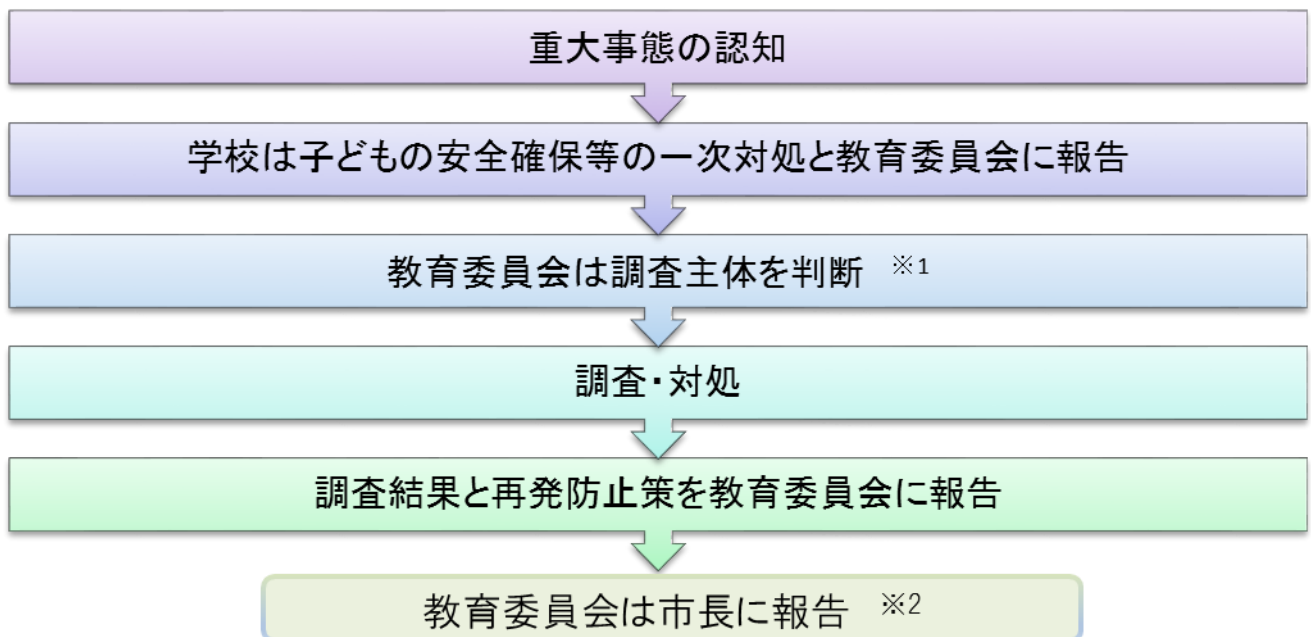 重大事態の認知
学校は子どもの安全確保等の一次対処と教育委員会に報告
教育委員会は調査主体を判断 ※1
調査・対処
調査結果と再発防止策を教育委員会に報告
教育委員会は市長に報告 ※2